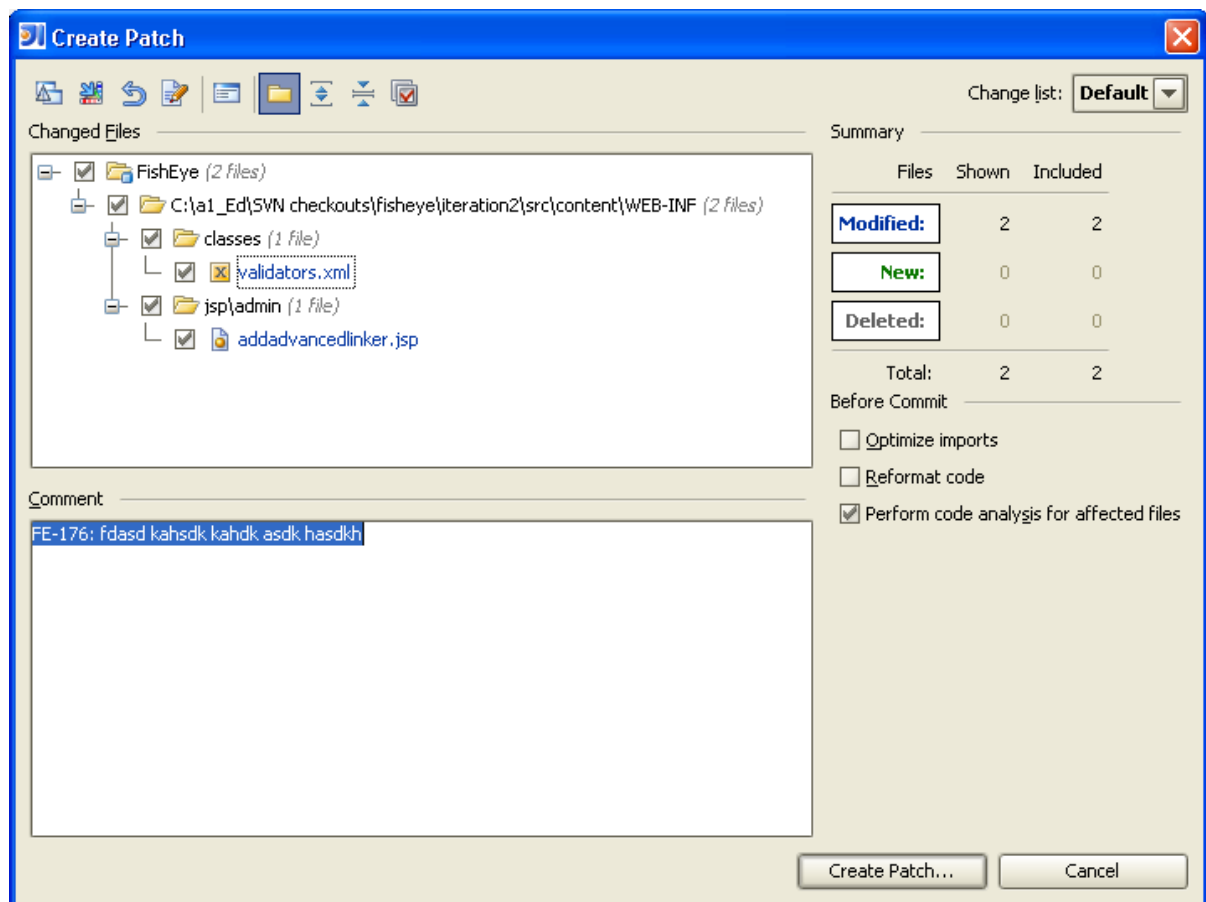 Create Patch
Change list: Default
Changed Files
Summary
FishEye (2 files)
Files Shown Included
C:\a1_Ed\SVN checkouts\fisheye\iteration2\src\content\WEB-INF (2 files)
Modified: 2 2
classes (1 file)
validators.xml
New: 0 0
jsp\admin (1 file)
Deleted: 0 0
addadvancedlinker.jsp
Total: 2 2
Before Commit
Optimize imports
Reformat code
Perform code analysis for affected files
Comment
FE-176: fdasd kahsdk kahdk asdk hasdkh
Create Patch... Cancel